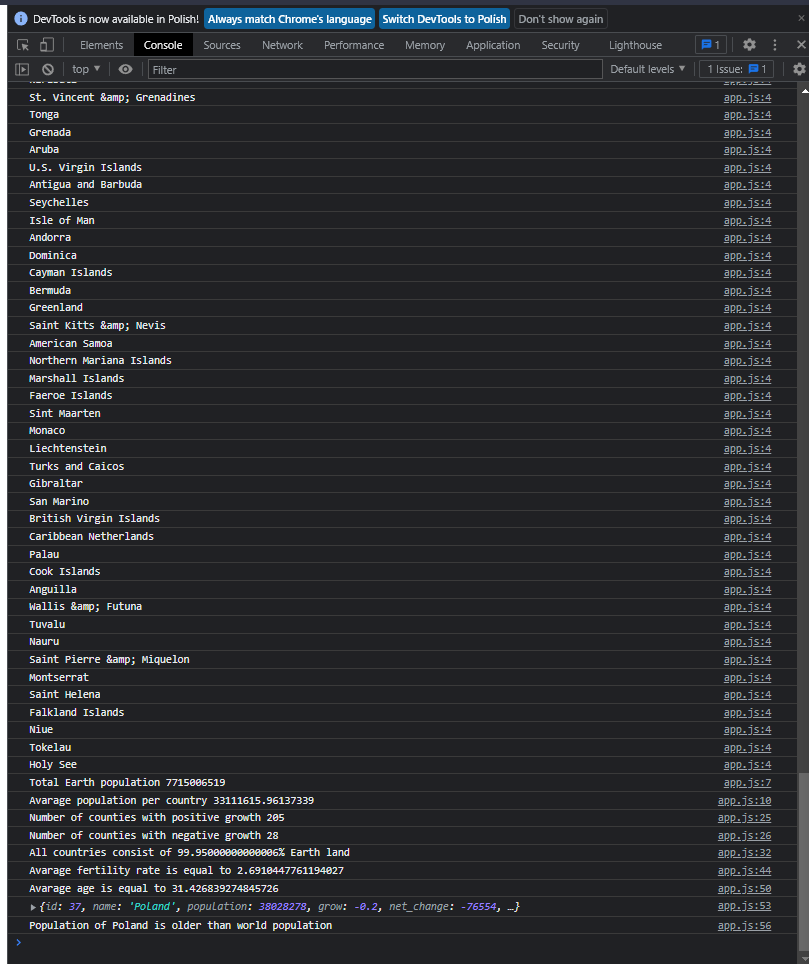 DevTools is now available in Polish! Always match Chrome's language Switch DevTools to Polish Don't show again
Elements Console Sources Network Performance Memory Application Security Lighthouse 1
top Filter Default levels 1 Issue: 1
St. Vincent &amp; Grenadines app.js:4
Tonga app.js:4
Grenada app.js:4
Aruba app.js:4
U.S. Virgin Islands app.js:4
Antigua and Barbuda app.js:4
Seychelles app.js:4
Isle of Man app.js:4
Andorra app.js:4
Dominica app.js:4
Cayman Islands app.js:4
Bermuda app.js:4
Greenland app.js:4
Saint Kitts &amp; Nevis app.js:4
American Samoa app.js:4
Northern Mariana Islands app.js:4
Marshall Islands app.js:4
Faeroe Islands app.js:4
Sint Maarten app.js:4
Monaco app.js:4
Liechtenstein app.js:4
Turks and Caicos app.js:4
Gibraltar app.js:4
San Marino app.js:4
British Virgin Islands app.js:4
Caribbean Netherlands app.js:4
Palau app.js:4
Cook Islands app.js:4
Anguilla app.js:4
Wallis &amp; Futuna app.js:4
Tuvalu app.js:4
Nauru app.js:4
Saint Pierre &amp; Miquelon app.js:4
Montserrat app.js:4
Saint Helena app.js:4
Falkland Islands app.js:4
Niue app.js:4
Tokelau app.js:4
Holy See app.js:4
Total Earth population 7715006519 app.js:7
Avarage population per country 33111615.96137339 app.js:10
Number of counties with positive growth 205 app.js:25
Number of counties with negative growth 28 app.js:26
All countries consist of 99.95000000000006% Earth land app.js:32
Avarage fertility rate is equal to 2.6910447761194027 app.js:44
Avarage age is equal to 31.426839274845726 app.js:50
{id: 37, name: 'Poland', population: 38028278, grow: -0.2, net_change: -76554, …} app.js:53
Population of Poland is older than world population app.js:56